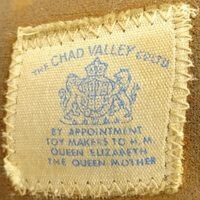 THE CHAD VALLEY CO LTD
BY APPOINTMENT
TOY MAKERS TO H.M.
QUEEN ELIZABETH
THE QUEEN MOTHER